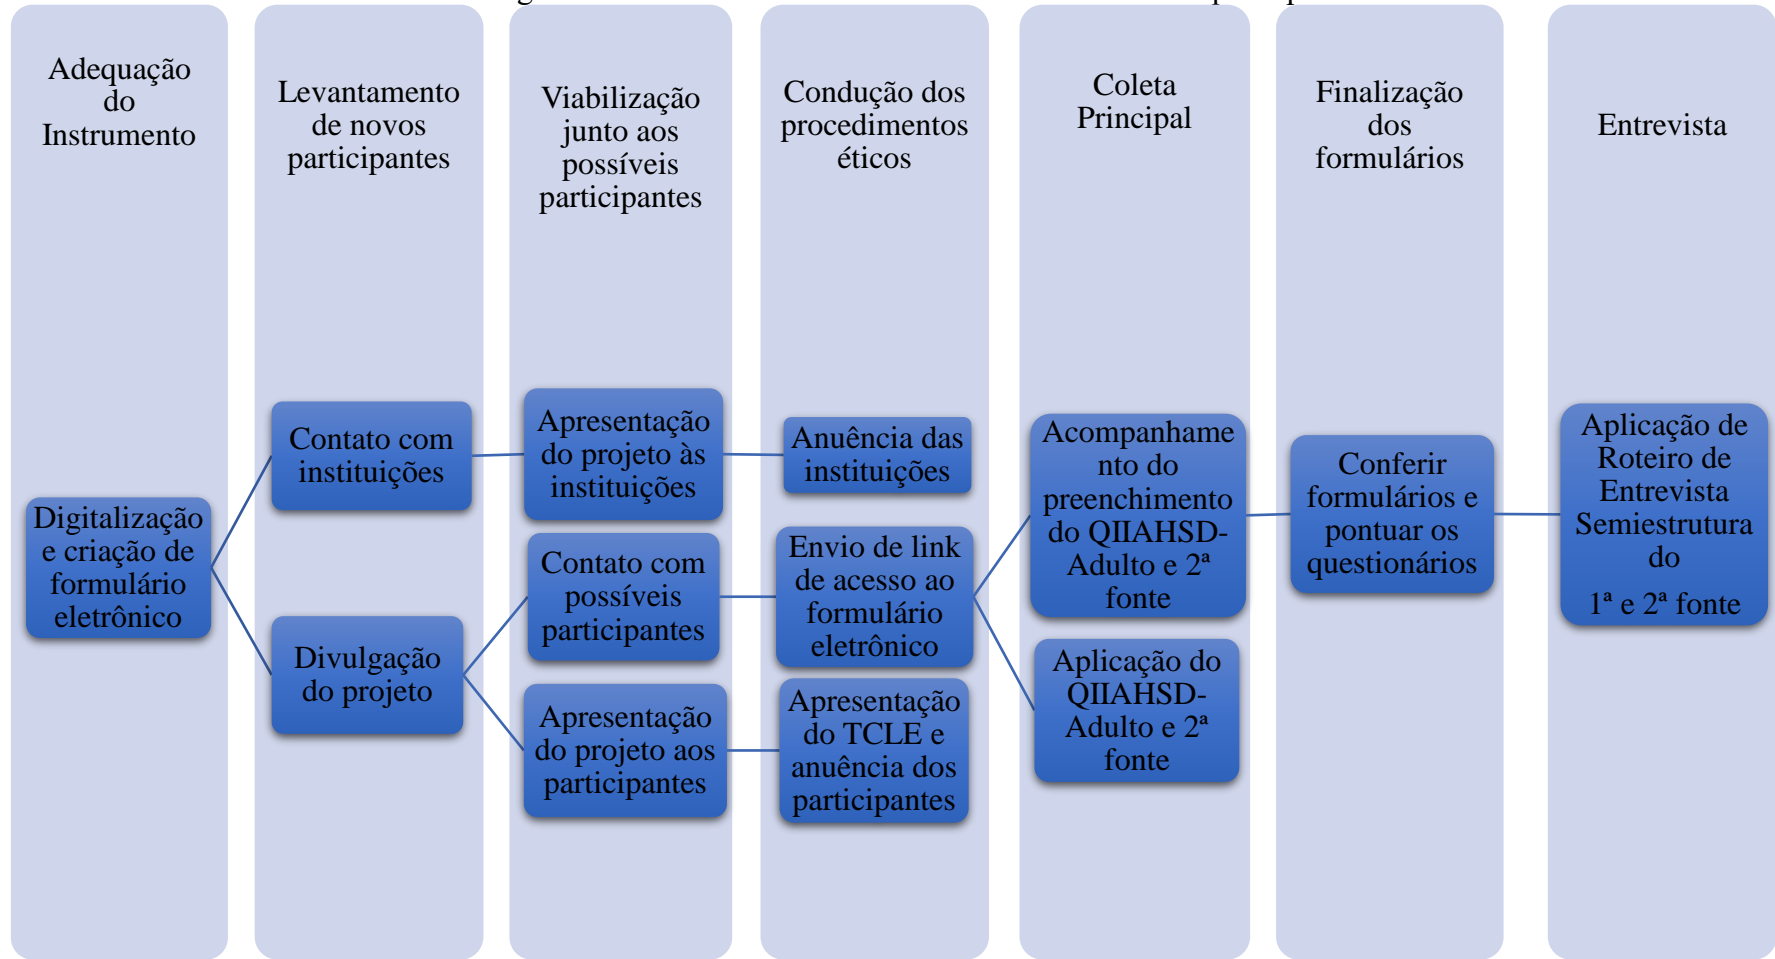 Adequação
do
Instrumento
Levantamento
de novos
participantes
Viabilização
junto aos
possíveis
participantes
Condução dos
procedimentos
éticos
Coleta
Principal
Finalização
dos
formulários
Entrevista
Digitalização
e criação de
formulário
eletrônico
Contato com
instituições
Divulgação
do projeto
Apresentação
do projeto às
instituições
Contato com
possíveis
participantes
Apresentação
do projeto aos
participantes
Anuência das
instituições
Envio de link
de acesso ao
formulário
eletrônico
Apresentação
do TCLE e
anuência dos
participantes
Acompanhame
nto do
preenchimento
do QIIAHSD-
Adulto e 2ª
fonte
Aplicação do
QIIAHSD-
Adulto e 2ª
fonte
Conferir
formulários e
pontuar os
questionários
Aplicação de
Roteiro de
Entrevista
Semiestrutura
do
1ª e 2ª fonte